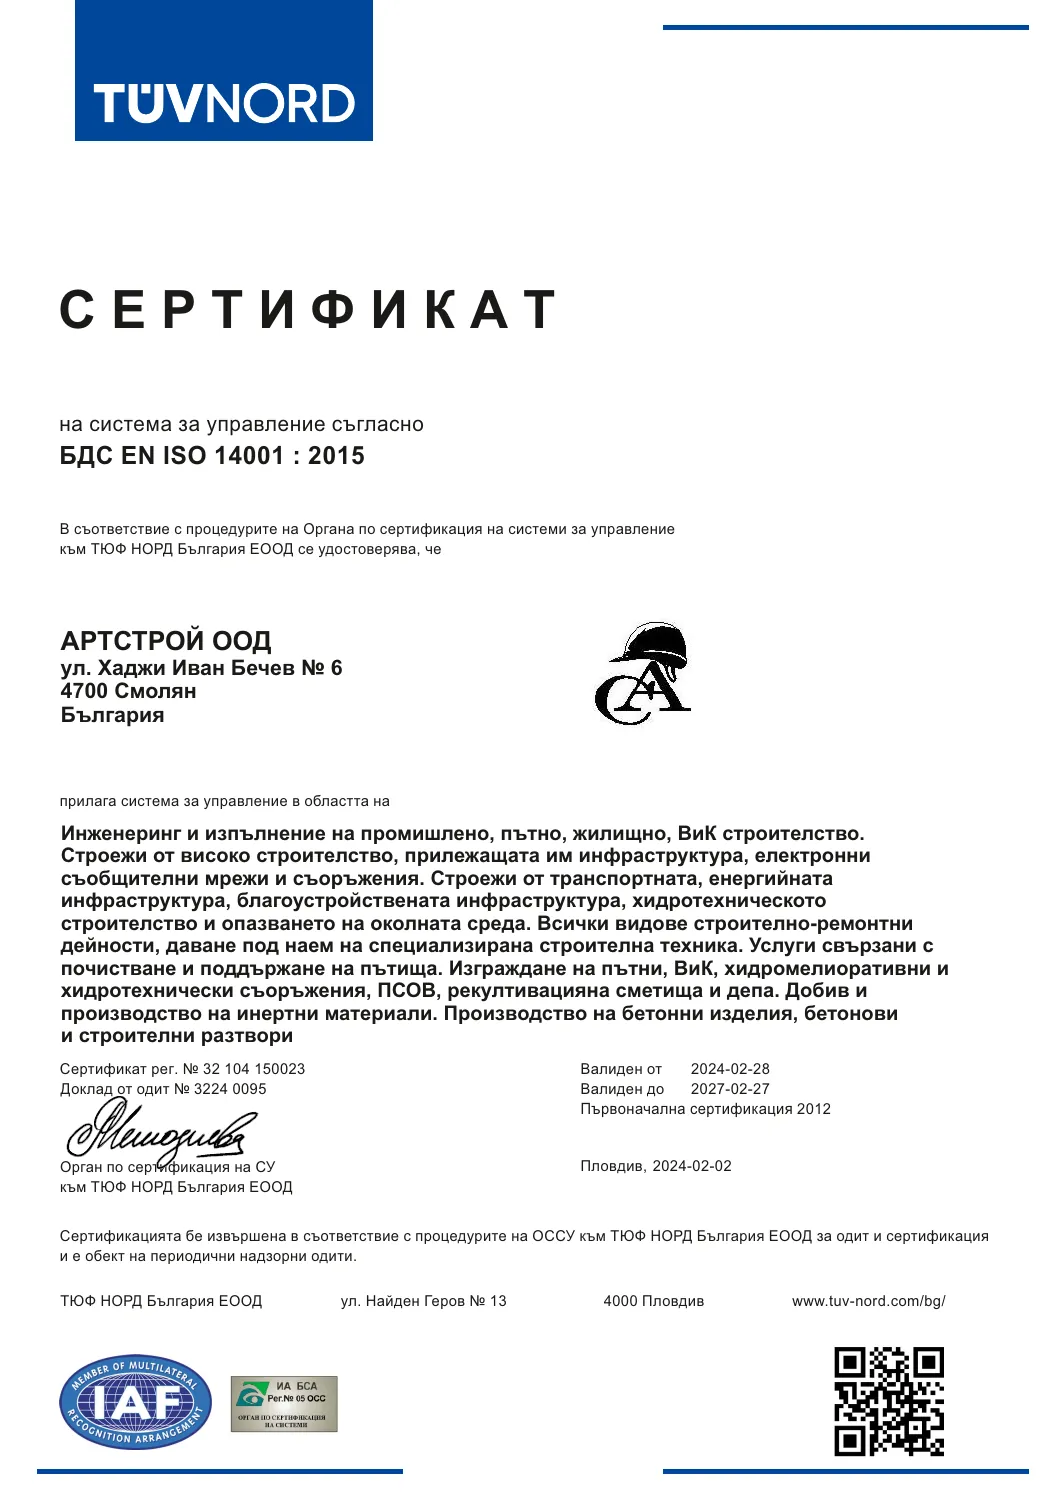 TÜVNORD
СЕРТИФИКАТ
на система за управление съгласно
БДС EN ISO 14001 : 2015
В съответствие с процедурите на Органа по сертификация на системи за управление
към ТЮФ НОРД България ЕООД се удостоверява, че
АРТСТРОЙ ООД
ул. Хаджи Иван Бечев № 6
4700 Смолян
България
прилага система за управление в областта на
Инженеринг и изпълнение на промишлено, пътно, жилищно, ВиК строителство.
Строежи от високо строителство, прилежащата им инфраструктура, електронни
съобщителни мрежи и съоръжения. Строежи от транспортната, енергийната
инфраструктура, благоустройствената инфраструктура, хидротехническото
строителство и опазването на околната среда. Всички видове строително-ремонтни
дейности, даване под наем на специализирана строителна техника. Услуги свързани с
почистване и поддържане на пътища. Изграждане на пътни, ВиК, хидромелиоративни и
хидротехнически съоръжения, ПСОВ, рекултивацияна сметища и депа. Добив и
производство на инертни материали. Производство на бетонни изделия, бетонови
и строителни разтвори
Сертификат рег. № 32 104 150023
Доклад от одит № 3224 0095
Валиден от 2024-02-28
Валиден до 2027-02-27
Първоначална сертификация 2012
Орган по сертификация на СУ
към ТЮФ НОРД България ЕООД
Пловдив, 2024-02-02
Сертификацията бе извършена в съответствие с процедурите на ОССУ към ТЮФ НОРД България ЕООД за одит и сертификация
и е обект на периодични надзорни одити.
ТЮФ НОРД България ЕООД ул. Найден Геров № 13 4000 Пловдив www.tuv-nord.com/bg/
MEMBER OF MULTILATERAL
IAF
RECOGNITION ARRANGEMENT
ИА БСА
Рег.№ 05 ОСС
ОРГАН ПО СЕРТИФИКАЦИЯ
НА СИСТЕМИ